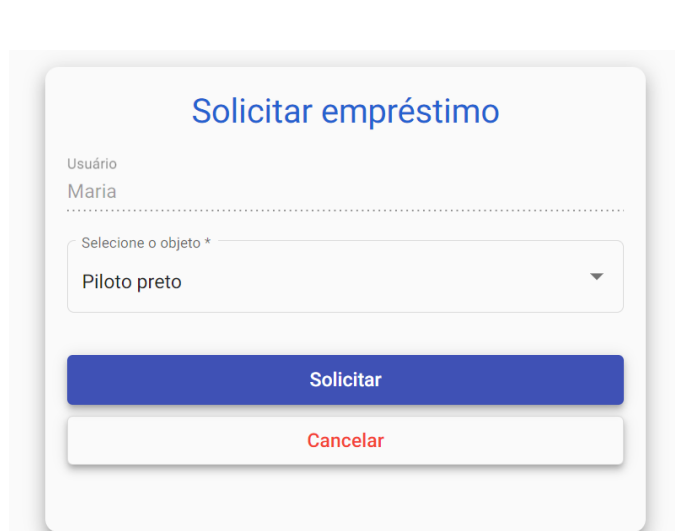 Solicitar empréstimo
Usuário
Maria
Selecione o objeto *
Piloto preto
Solicitar
Cancelar